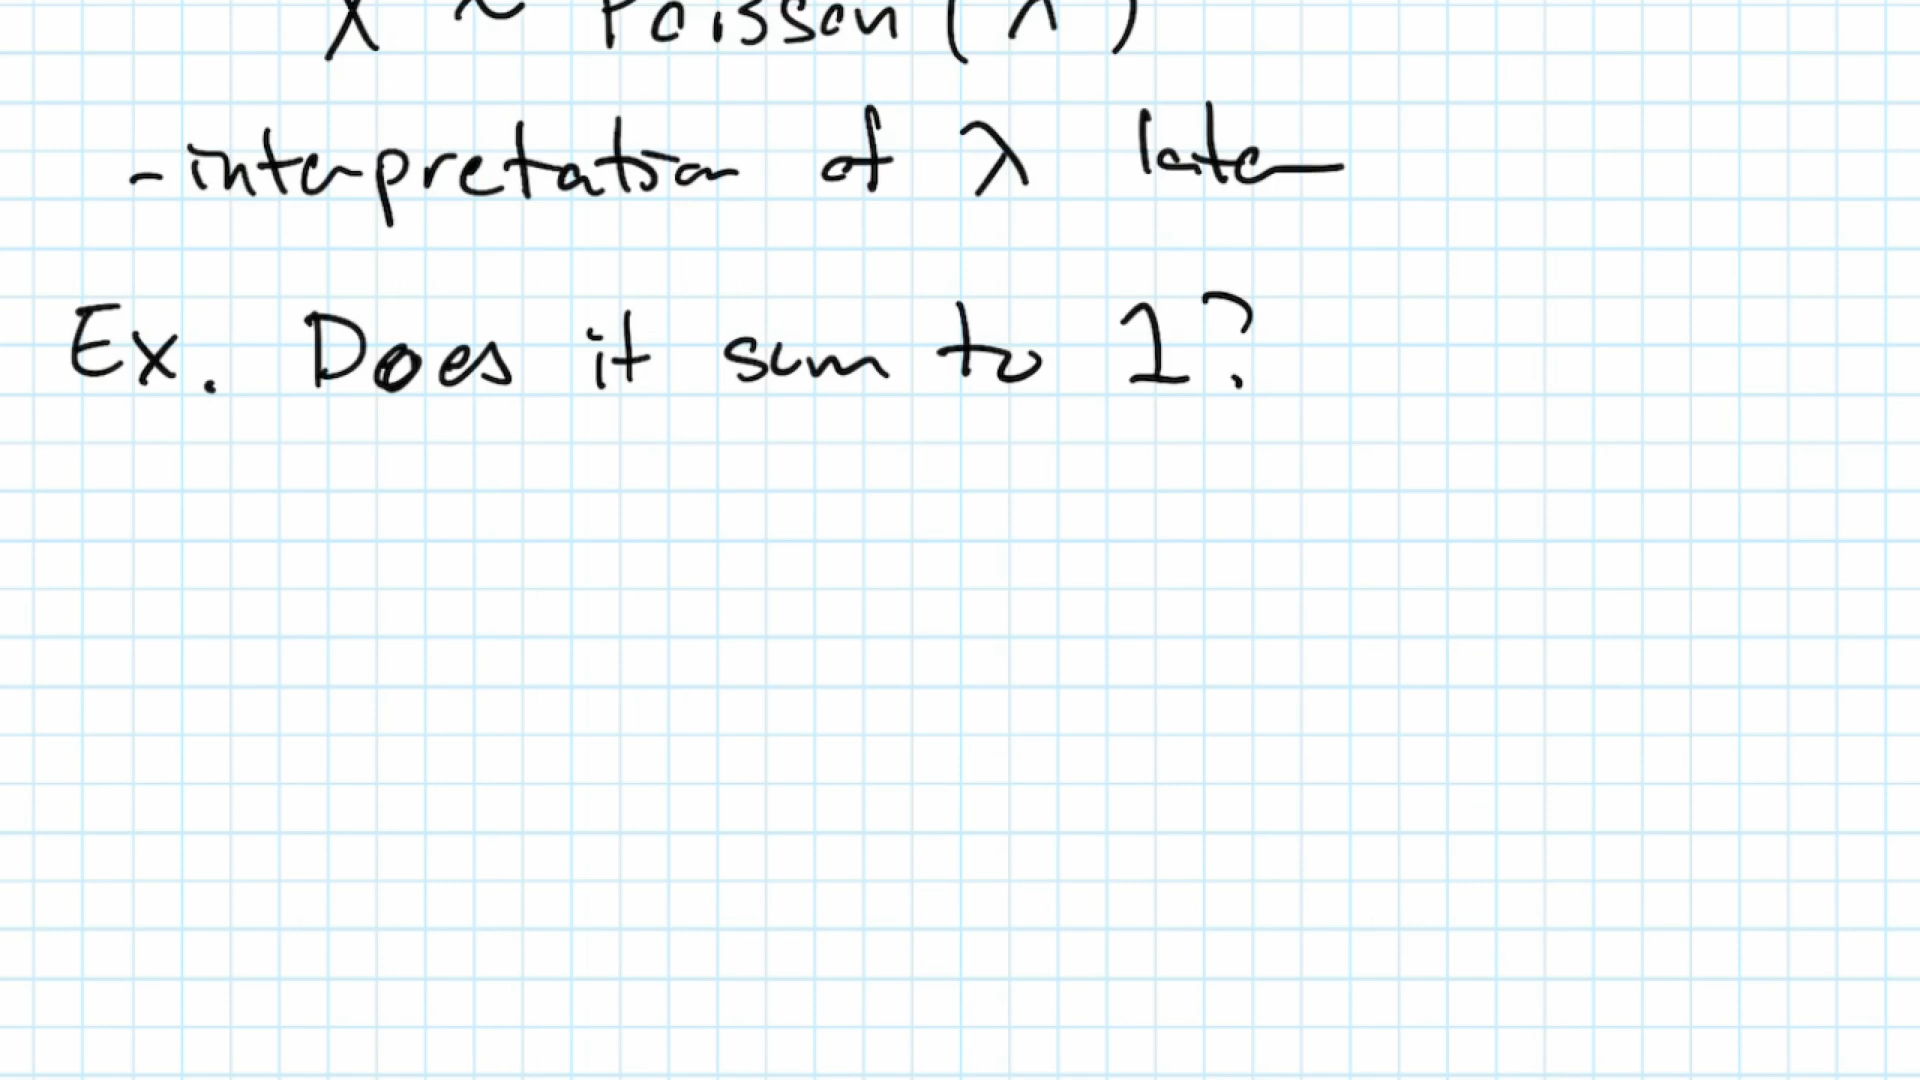 X ~ Poisson (λ)
- interpretation of λ later
Ex. Does it sum to 1?